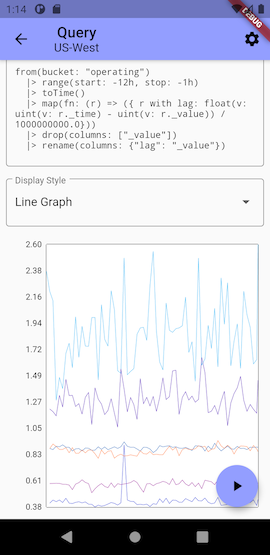 1:14
DEBUG
Query
US-West
from(bucket: "operating")
|> range(start: -12h, stop: -1h)
|> toTime()
|> map(fn: (r) => ({ r with lag: float(v:
uint(v: r._time) - uint(v: r._value)) /
1000000000.0}))
|> drop(columns: ["_value"])
|> rename(columns: {"lag": "_value"})
Display Style
Line Graph
2.60
2.38
2.16
1.94
1.72
1.49
1.27
1.05
0.83
0.61
0.38